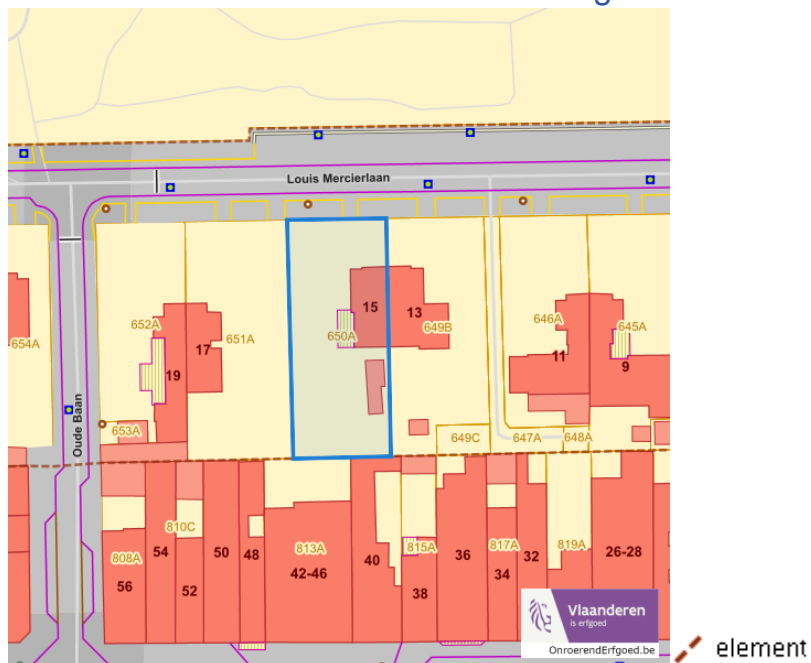 Louis Mercierlaan
Oude Baan
654A
652A
19
17
651A
650A
15
13
649B
646A
11
645A
9
653A
649C
647A
648A
808A
56
54
810C
52
50
48
813A
42-46
40
815A
38
36
817A
34
32
819A
26-28
Vlaanderen
is erfgoed
OnroerendErfgoed.be
element